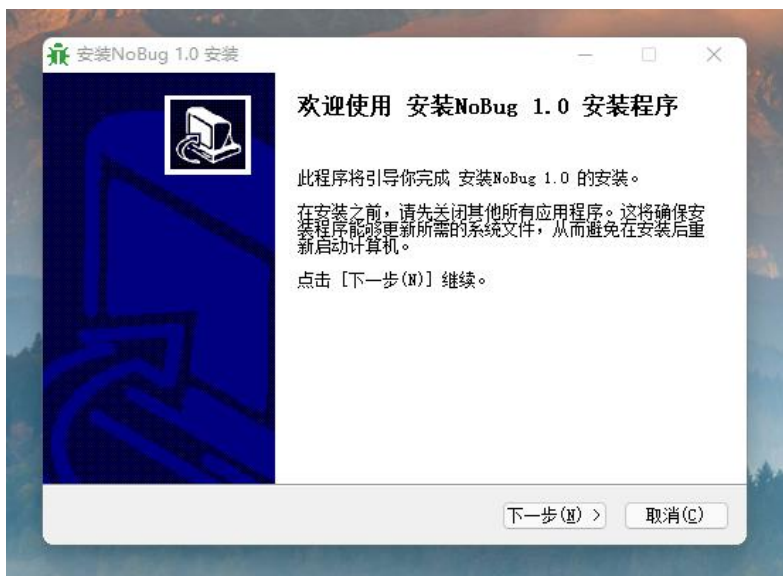 安装NoBug 1.0 安装
欢迎使用 安装NoBug 1.0 安装程序
此程序将引导你完成 安装NoBug 1.0 的安装。
在安装之前，请先关闭其他所有应用程序。这将确保安
装程序能够更新所需的系统文件，从而避免在安装后重
新启动计算机。
点击 [下一步(N)] 继续。
下一步(N) >
取消(C)